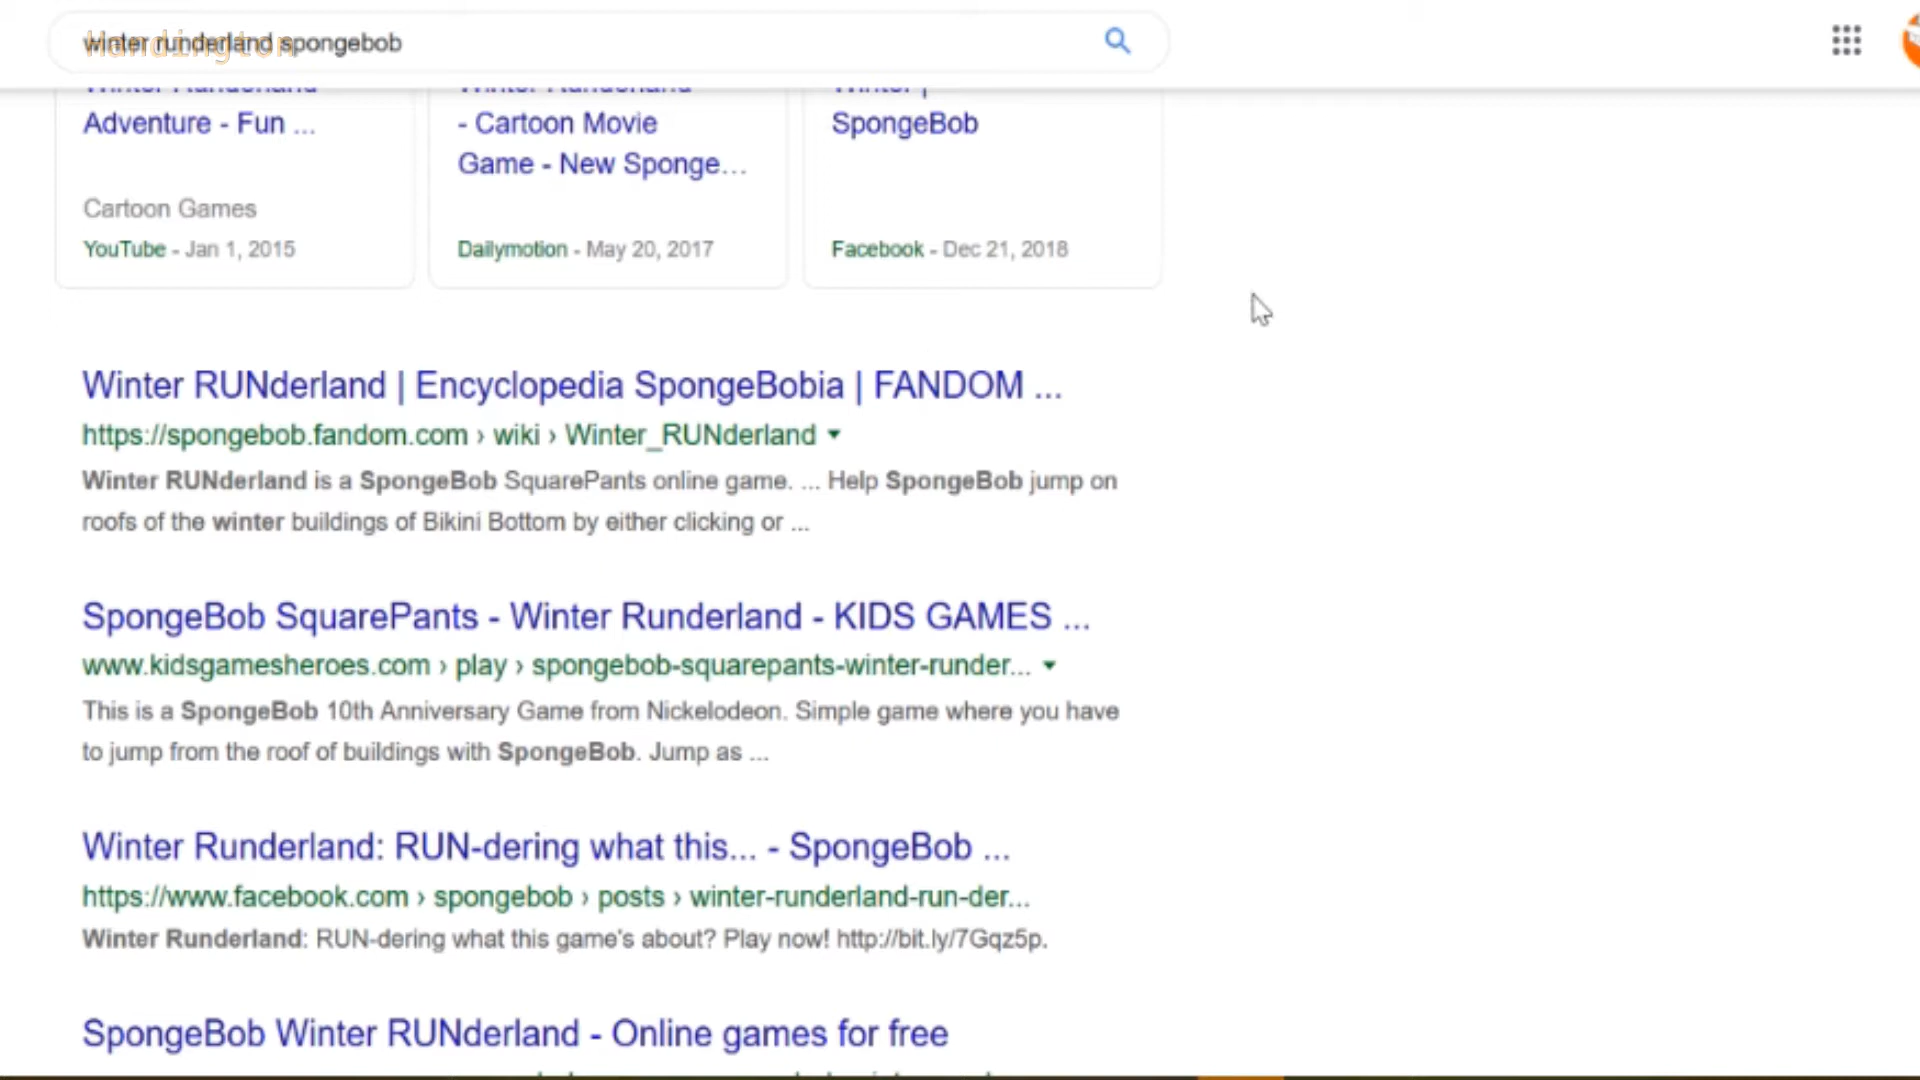 winter runderland spongebob
Handington
Winter Runderland
Adventure - Fun ...
Cartoon Games
YouTube - Jan 1, 2015
Winter Runderland
- Cartoon Movie
Game - New Sponge...
Dailymotion - May 20, 2017
Winter |
SpongeBob
Facebook - Dec 21, 2018
Winter RUNderland | Encyclopedia SpongeBobia | FANDOM ...
https://spongebob.fandom.com › wiki › Winter_RUNderland
Winter RUNderland is a SpongeBob SquarePants online game. ... Help SpongeBob jump on
roofs of the winter buildings of Bikini Bottom by either clicking or ...
SpongeBob SquarePants - Winter Runderland - KIDS GAMES ...
www.kidsgamesheroes.com › play › spongebob-squarepants-winter-runder...
This is a SpongeBob 10th Anniversary Game from Nickelodeon. Simple game where you have
to jump from the roof of buildings with SpongeBob. Jump as ...
Winter Runderland: RUN-dering what this... - SpongeBob ...
https://www.facebook.com › spongebob › posts › winter-runderland-run-der...
Winter Runderland: RUN-dering what this game's about? Play now! http://bit.ly/7Gqz5p.
SpongeBob Winter RUNderland - Online games for free